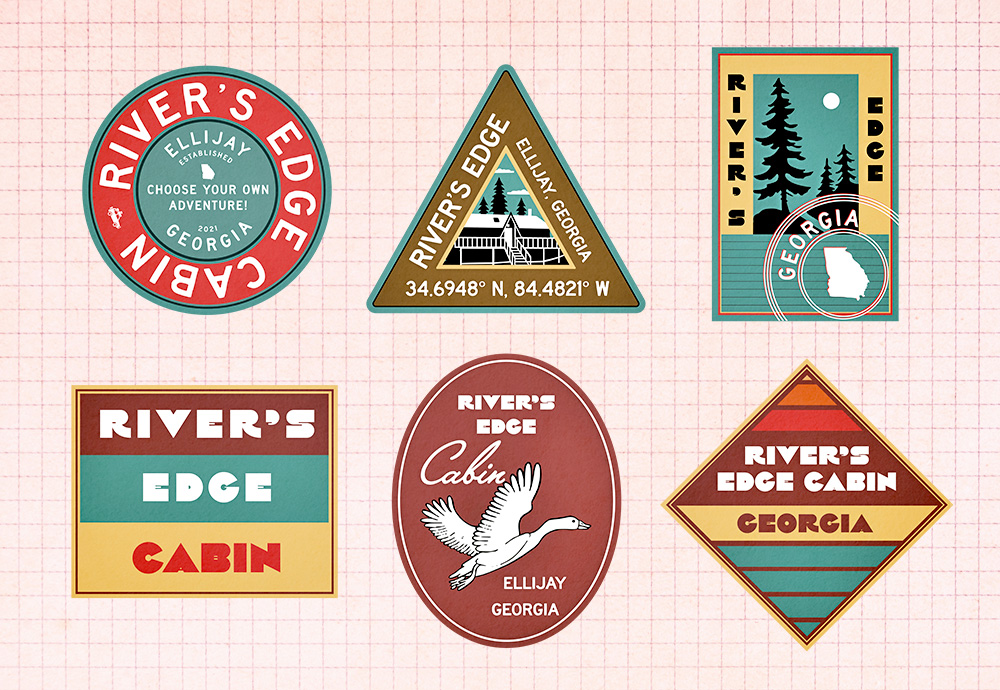 RIVER'S EDGE CABIN
ELLIJAY
ESTABLISHED
CHOOSE YOUR OWN
ADVENTURE!
2021
GEORGIA
RIVER'S EDGE
ELLIJAY, GEORGIA
34.6948° N, 84.4821° W
RIVER'S
EDGE
GEORGIA
RIVER'S
EDGE
CABIN
RIVER'S
EDGE
Cabin
ELLIJAY
GEORGIA
RIVER'S
EDGE CABIN
GEORGIA